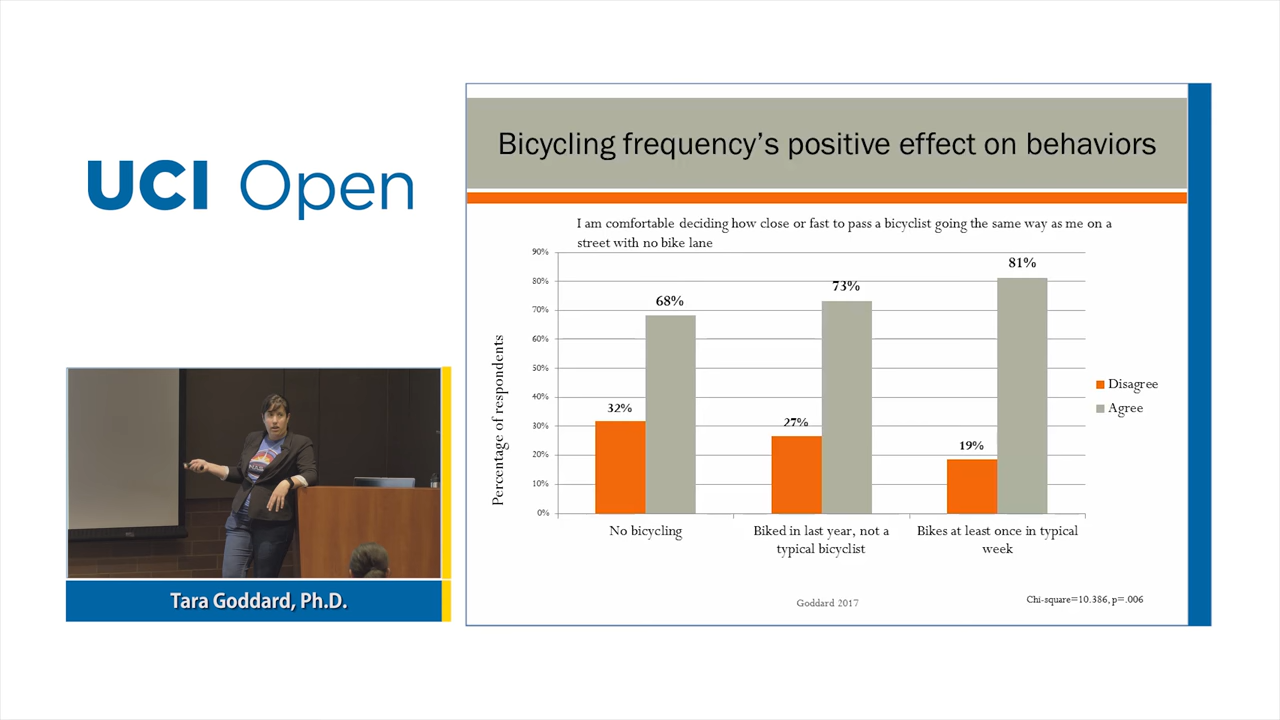 UCI Open
Tara Goddard, Ph.D.
Bicycling frequency's positive effect on behaviors
I am comfortable deciding how close or fast to pass a bicyclist going the same way as me on a
street with no bike lane
Percentage of respondents
90%
80%
70%
60%
50%
40%
30%
20%
10%
0%
32%
68%
27%
73%
19%
81%
No bicycling
Biked in last year, not a
typical bicyclist
Bikes at least once in typical
week
Disagree
Agree
Goddard 2017
Chi-square=10.386, p=.006